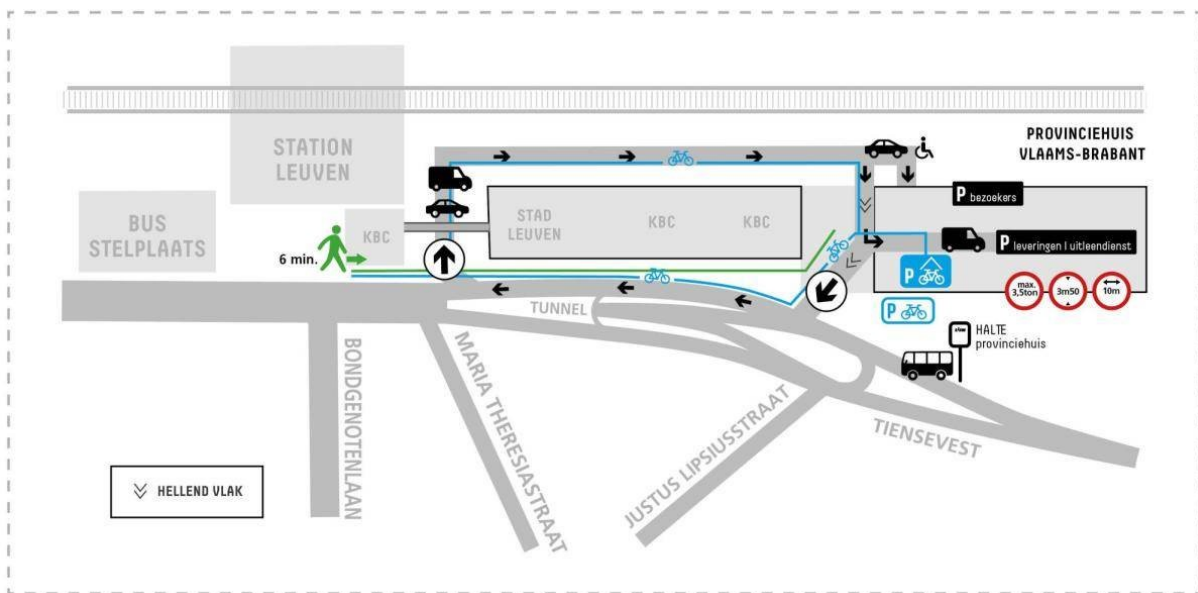 STATION
LEUVEN
BUS
STELPLAATS
KBC
STAD
LEUVEN
KBC
KBC
PROVINCIEHUIS
VLAAMS-BRABANT
P bezoekers
P leveringen I uitleendienst
P
P
max.
3,5ton
3m50
10m
6 min.
TUNNEL
HALTE
provinciehuis
BONDGENOTENLAAN
MARIA THERESIASTRAAT
JUSTUS LIPSIUSSTRAAT
TIENSEVEST
HELLEND VLAK